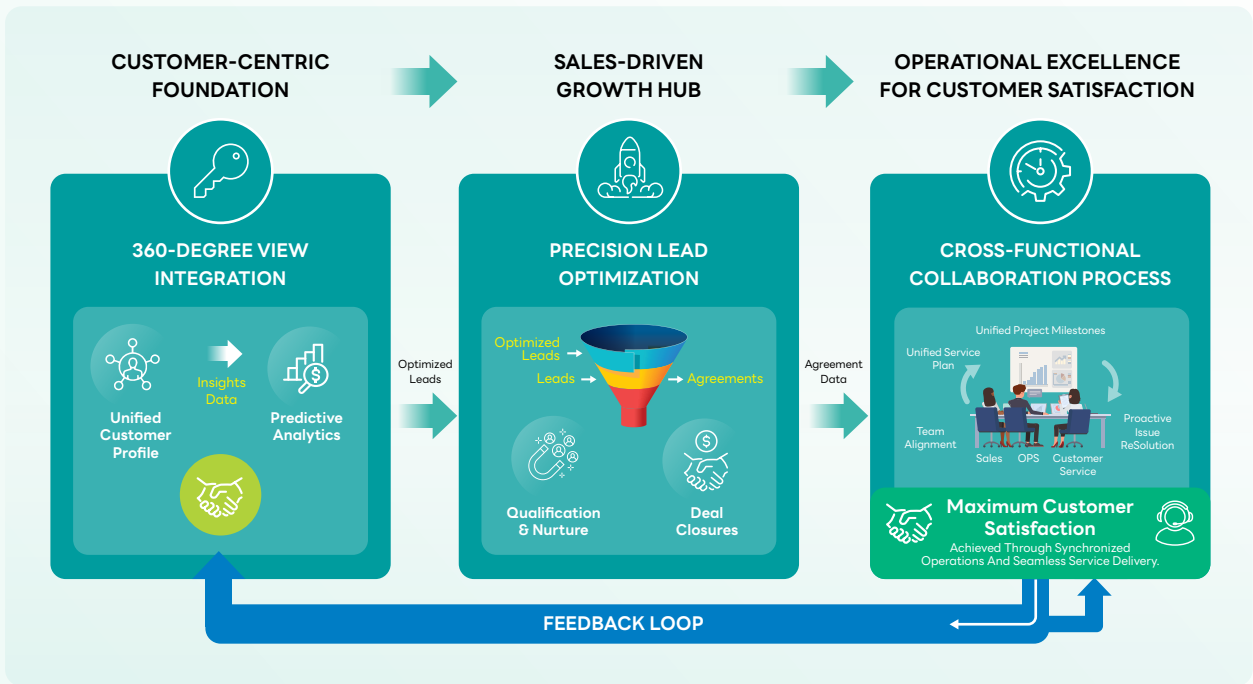 CUSTOMER-CENTRIC
FOUNDATION
SALES-DRIVEN
GROWTH HUB
OPERATIONAL EXCELLENCE
FOR CUSTOMER SATISFACTION
360-DEGREE VIEW
INTEGRATION
Insights
Data
Unified
Customer
Profile
Predictive
Analytics
Optimized
Leads
PRECISION LEAD
OPTIMIZATION
Optimized
Leads
Leads
Agreements
Qualification
& Nurture
Deal
Closures
Agreement
Data
CROSS-FUNCTIONAL
COLLABORATION PROCESS
Unified Project Milestones
Unified Service
Plan
Team
Alignment
Proactive
Issue
ReSolution
Sales
OPS
Customer
Service
Maximum Customer
Satisfaction
Achieved Through Synchronized
Operations And Seamless Service Delivery.
FEEDBACK LOOP